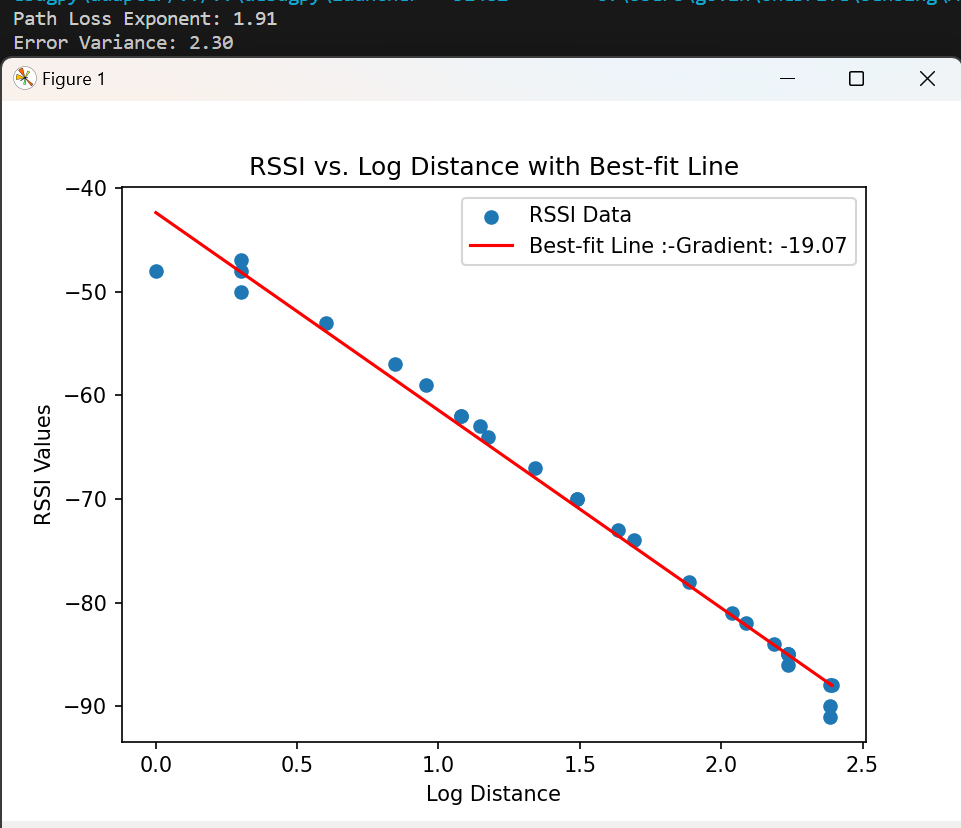 Path Loss Exponent: 1.91
Error Variance: 2.30
Figure 1
RSSI vs. Log Distance with Best-fit Line
RSSI Data
Best-fit Line :-Gradient: -19.07
−40
−50
−60
−70
−80
−90
RSSI Values
0.0 0.5 1.0 1.5 2.0 2.5
Log Distance